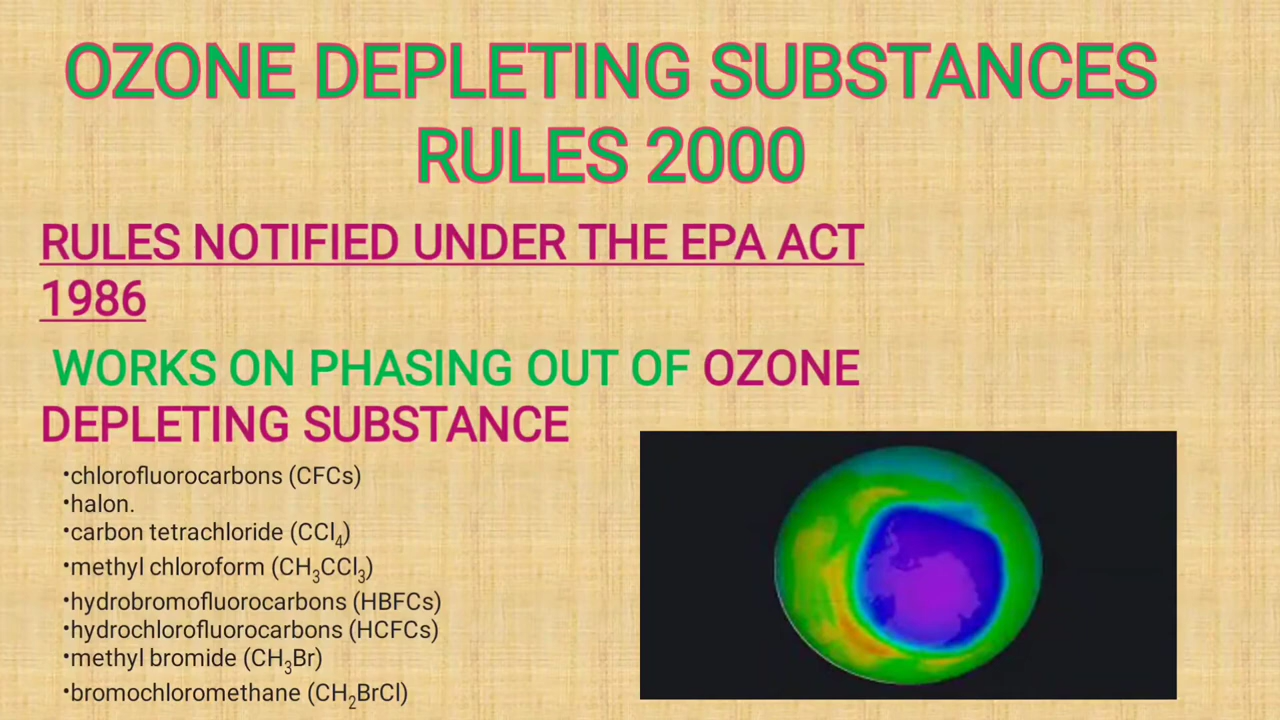 OZONE DEPLETING SUBSTANCES
RULES 2000
RULES NOTIFIED UNDER THE EPA ACT
1986
WORKS ON PHASING OUT OF OZONE
DEPLETING SUBSTANCE
•chlorofluorocarbons (CFCs)
•halon.
•carbon tetrachloride (CCl₄)
•methyl chloroform (CH₃CCl₃)
•hydrobromofluorocarbons (HBFCs)
•hydrochlorofluorocarbons (HCFCs)
•methyl bromide (CH₃Br)
•bromochloromethane (CH₂BrCl)